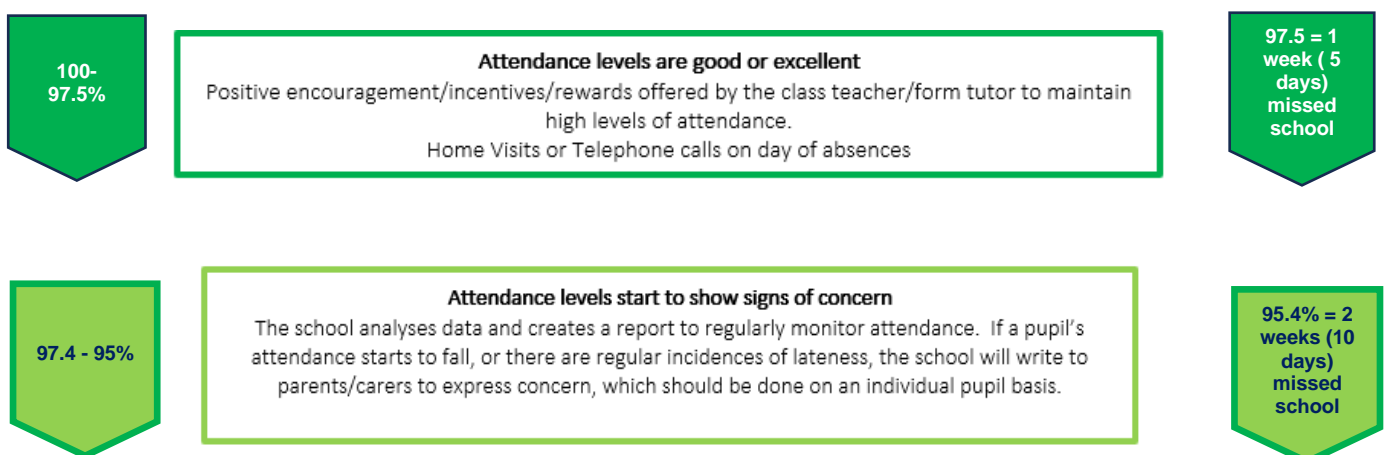 100-
97.5%
Attendance levels are good or excellent
Positive encouragement/incentives/rewards offered by the class teacher/form tutor to maintain
high levels of attendance.
Home Visits or Telephone calls on day of absences
97.5 = 1
week ( 5
days)
missed
school
97.4 - 95%
Attendance levels start to show signs of concern
The school analyses data and creates a report to regularly monitor attendance.  If a pupil's
attendance starts to fall, or there are regular incidences of lateness, the school will write to
parents/carers to express concern, which should be done on an individual pupil basis.
95.4% = 2
weeks (10
days)
missed
school